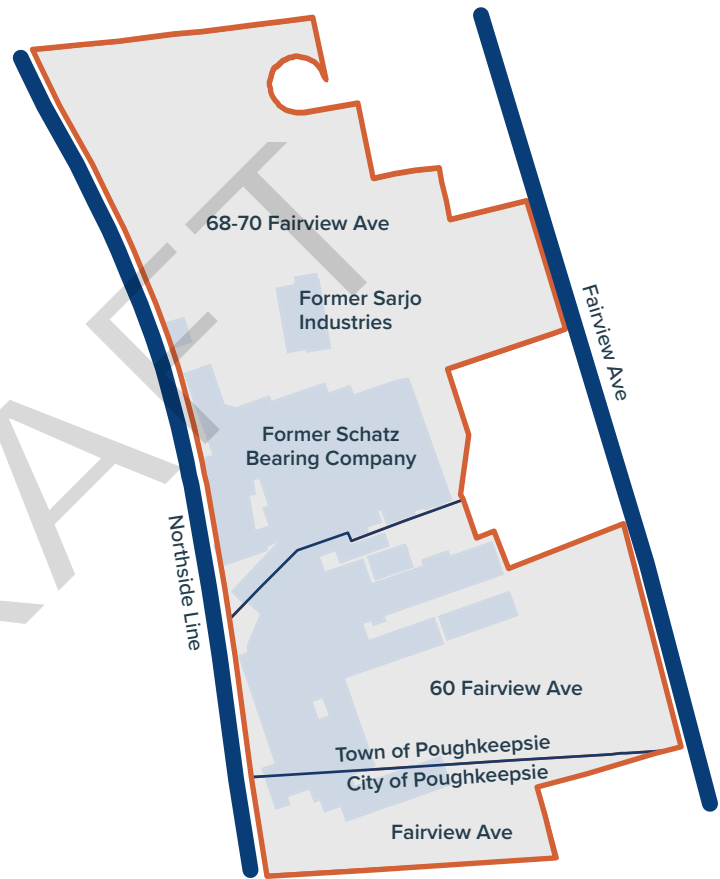 68-70 Fairview Ave
Former Sarjo
Industries
Fairview Ave
Former Schatz
Bearing Company
Northside Line
60 Fairview Ave
Town of Poughkeepsie
City of Poughkeepsie
Fairview Ave
RAFT